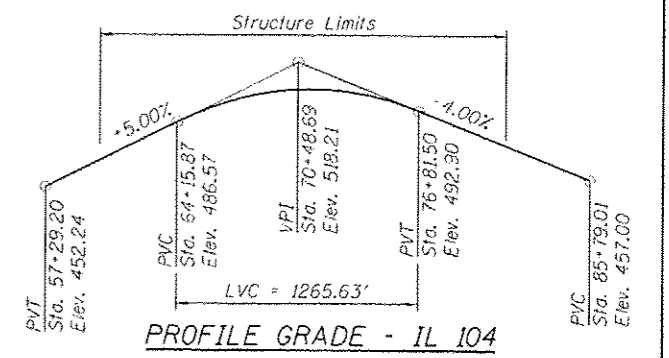 Structure Limits
+5.00%
-4.00%
PVT
Sta. 57+29.20
Elev. 452.24
PVC
Sta. 64+15.87
Elev. 486.57
VPI
Sta. 70+48.69
Elev. 518.21
PVT
Sta. 76+81.50
Elev. 492.90
PVC
Sta. 85+79.01
Elev. 457.00
LVC = 1265.63'
PROFILE GRADE - IL 104